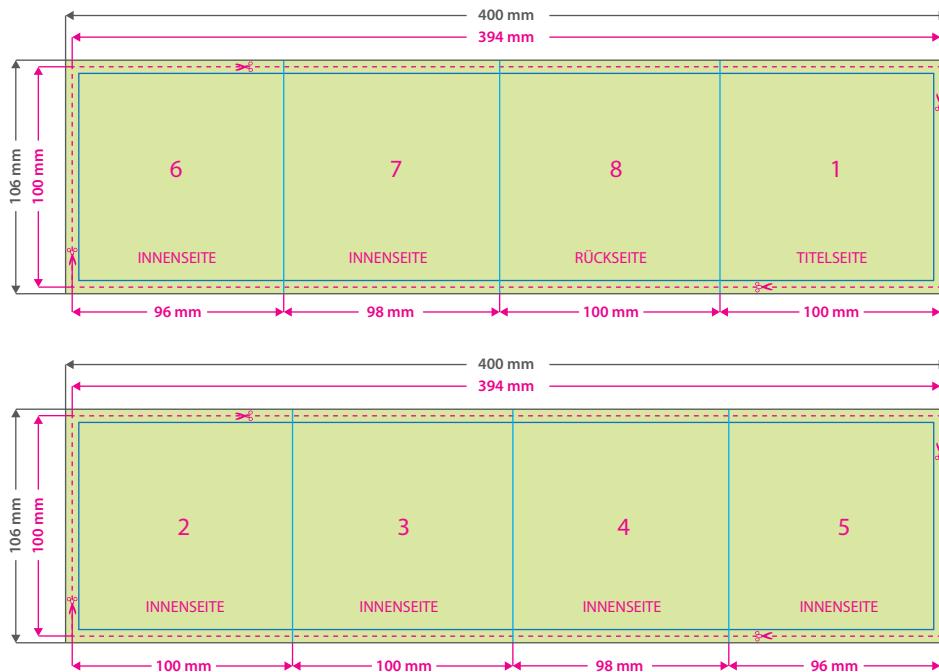 400 mm
394 mm
106 mm
100 mm
6
7
8
1
INNENSEITE
INNENSEITE
RÜCKSEITE
TITELSEITE
96 mm
98 mm
100 mm
100 mm
400 mm
394 mm
106 mm
100 mm
2
3
4
5
INNENSEITE
INNENSEITE
INNENSEITE
INNENSEITE
100 mm
100 mm
98 mm
96 mm